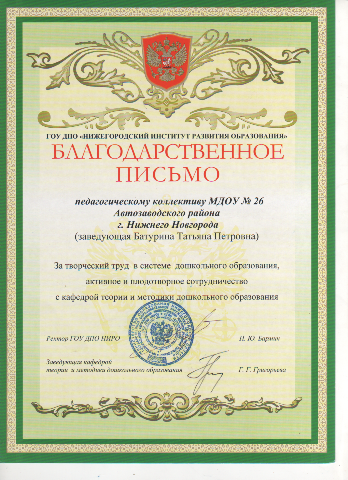 ГОУ ДПО «НИЖЕГОРОДСКИЙ ИНСТИТУТ РАЗВИТИЯ ОБРАЗОВАНИЯ»
БЛАГОДАРСТВЕННОЕ
ПИСЬМО
педагогическому коллективу МДОУ № 26
Автозаводского района
г. Нижнего Новгорода
(заведующая Батурина Татьяна Петровна)
За творческий труд в системе дошкольного образования,
активное и плодотворное сотрудничество
с кафедрой теории и методики дошкольного образования
Ректор ГОУ ДПО НИРО П. Ю. Бармин
Заведующая кафедрой
теории и методики дошкольного образования Г. Г. Григорьева